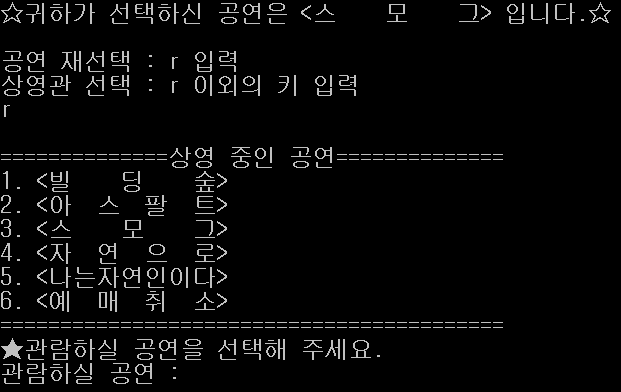 ☆귀하가 선택하신 공연은 <스    모    그> 입니다.☆
공연 재선택 : r 입력
상영관 선택 : r 이외의 키 입력
r
==============상영 중인 공연==============
1. <빌    딩    숲>
2. <아  스  팔  트>
3. <스    모    그>
4. <자  연  으  로>
5. <나는자연인이다>
6. <예  매  취  소>
==========================================
★관람하실 공연을 선택해 주세요.
관람하실 공연 :